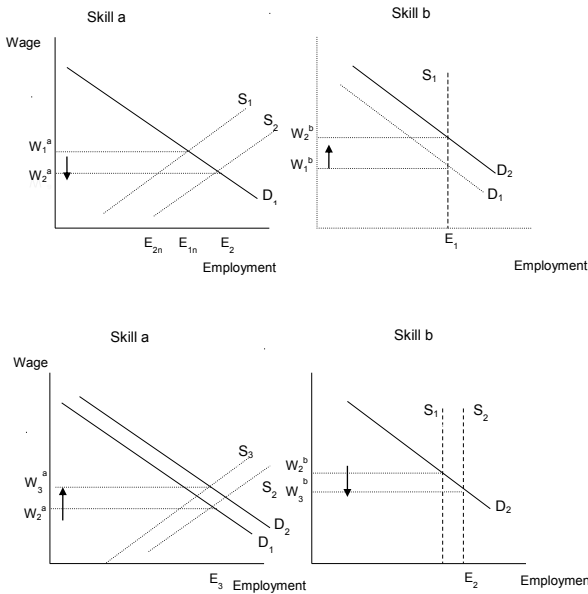 Skill a
Skill b
Wage
S1
S2
W1a
W2a
D1
E2n E1n E2
Employment
S1
W2b
W1b
D2
D1
E1
Employment
Skill a
Skill b
Wage
S3
S2
W3a
W2a
D2
D1
E3 Employment
S1 S2
W2b
W3b
D2
E2
Employment